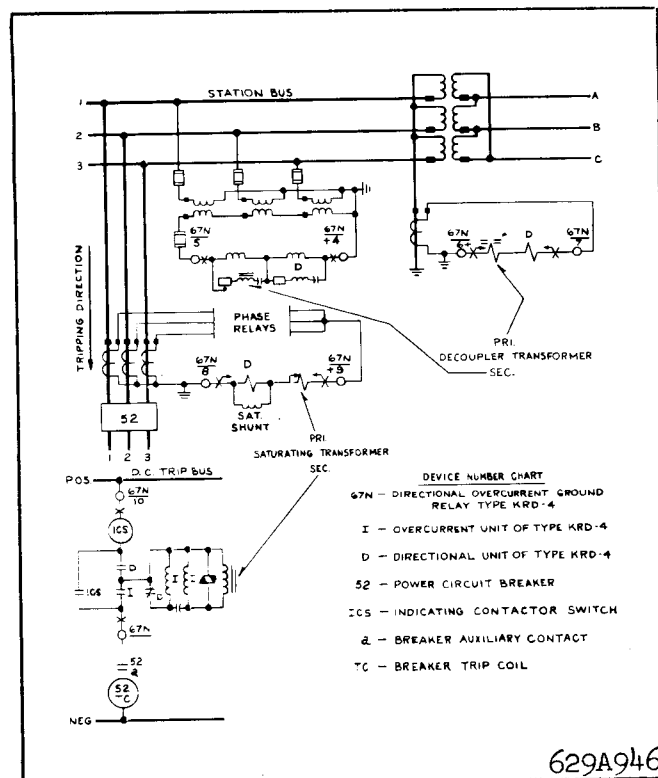 STATION BUS
1
A
2
B
3
C
67N
5
67N
+4
D
67N
6+
D
67N
7
TRIPPING DIRECTION
PHASE
RELAYS
PRI.
DECOUPLER TRANSFORMER
SEC.
67N
8
D
67N
+9
SAT.
SHUNT
52
PRI.
SATURATING TRANSFORMER
SEC.
1 2 3
D.C. TRIP BUS
POS.
67N
10
ICS
ICS
D
I
D
I
I
67N
52
a
52
TC
NEG
DEVICE NUMBER CHART
67N - DIRECTIONAL OVERCURRENT GROUND
RELAY TYPE KRD-4
I - OVERCURRENT UNIT OF TYPE KRD-4
D - DIRECTIONAL UNIT OF TYPE KRD-4
52 - POWER CIRCUIT BREAKER
ICS - INDICATING CONTACTOR SWITCH
a - BREAKER AUXILIARY CONTACT
TC - BREAKER TRIP COIL
629A946